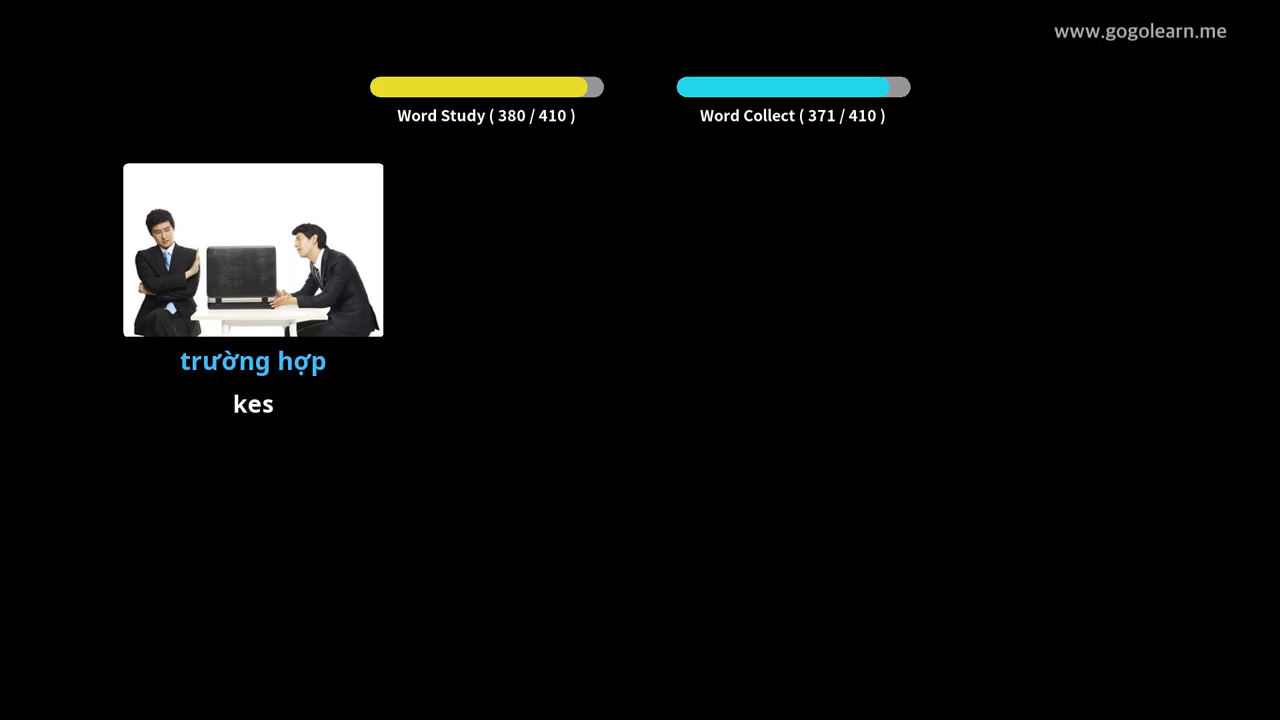 www.gogolearn.me
Word Study ( 380 / 410 )
Word Collect ( 371 / 410 )
trường hợp
kes